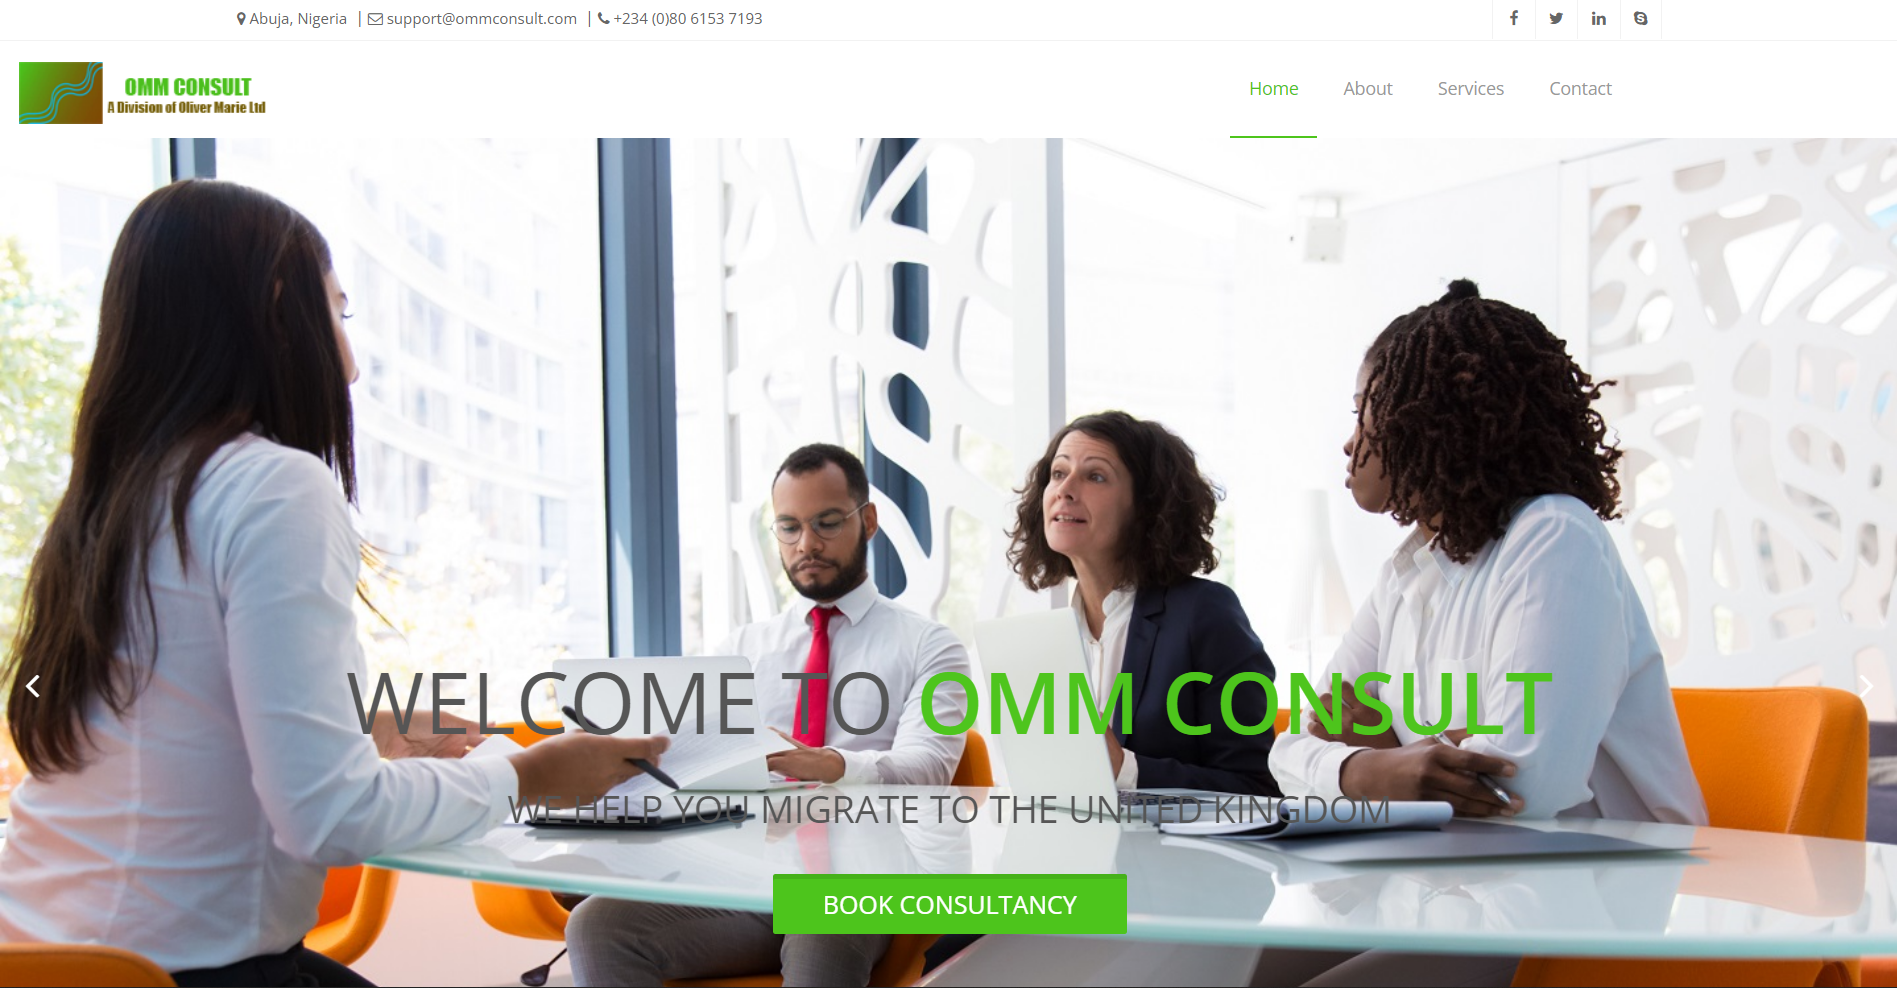 Abuja, Nigeria | support@ommconsult.com | +234 (0)80 6153 7193
OMM CONSULT
A Division of Oliver Marie Ltd
Home About Services Contact
WELCOME TO OMM CONSULT
WE HELP YOU MIGRATE TO THE UNITED KINGDOM
BOOK CONSULTANCY